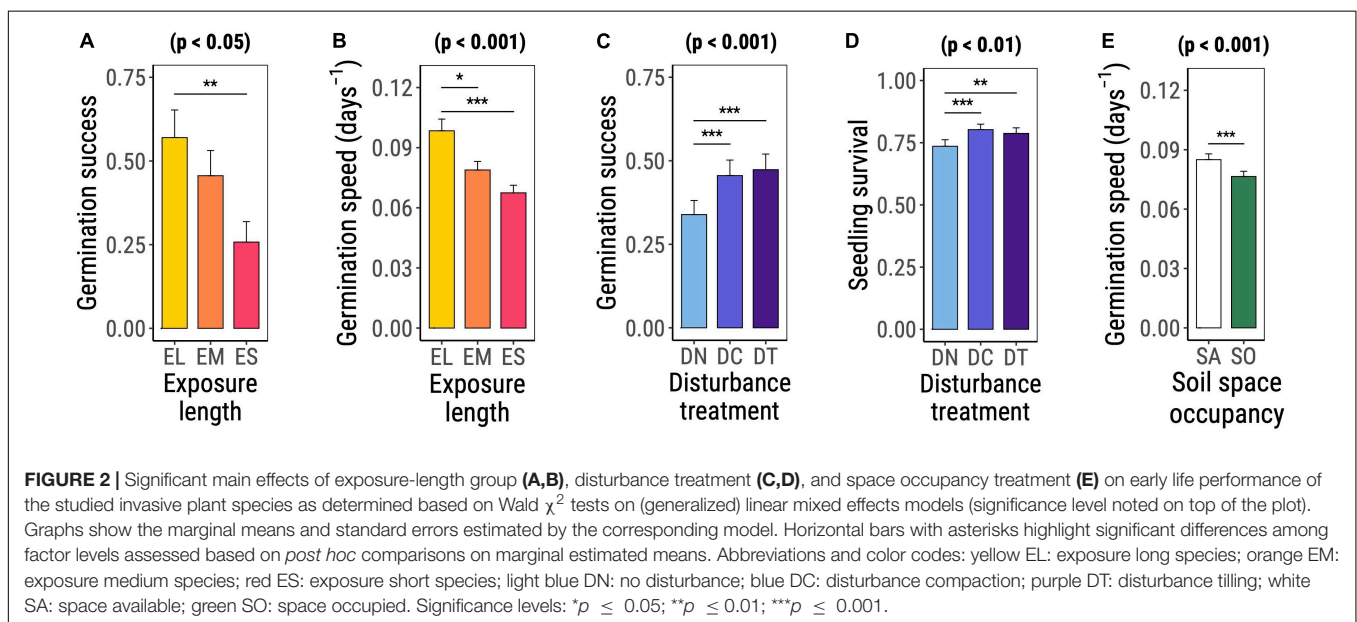 A (p < 0.05) B (p < 0.001) C (p < 0.001) D (p < 0.01) E (p < 0.001)
Germination success
0.75
0.50
0.25
0.00
**
EL EM ES
Exposure
length
Germination speed (days⁻¹)
0.12
0.09
0.06
0.03
0.00
*
***
EL EM ES
Exposure
length
Germination success
0.75
0.50
0.25
0.00
***
***
DN DC DT
Disturbance
treatment
Seedling survival
1.00
0.75
0.50
0.25
0.00
**
***
DN DC DT
Disturbance
treatment
Germination speed (days⁻¹)
0.12
0.09
0.06
0.03
0.00
***
SA SO
Soil space
occupancy
FIGURE 2 | Significant main effects of exposure-length group (A,B), disturbance treatment (C,D), and space occupancy treatment (E) on early life performance of
the studied invasive plant species as determined based on Wald χ² tests on (generalized) linear mixed effects models (significance level noted on top of the plot).
Graphs show the marginal means and standard errors estimated by the corresponding model. Horizontal bars with asterisks highlight significant differences among
factor levels assessed based on post hoc comparisons on marginal estimated means. Abbreviations and color codes: yellow EL: exposure long species; orange EM:
exposure medium species; red ES: exposure short species; light blue DN: no disturbance; blue DC: disturbance compaction; purple DT: disturbance tilling; white
SA: space available; green SO: space occupied. Significance levels: *p ≤ 0.05; **p ≤0.01; ***p ≤ 0.001.